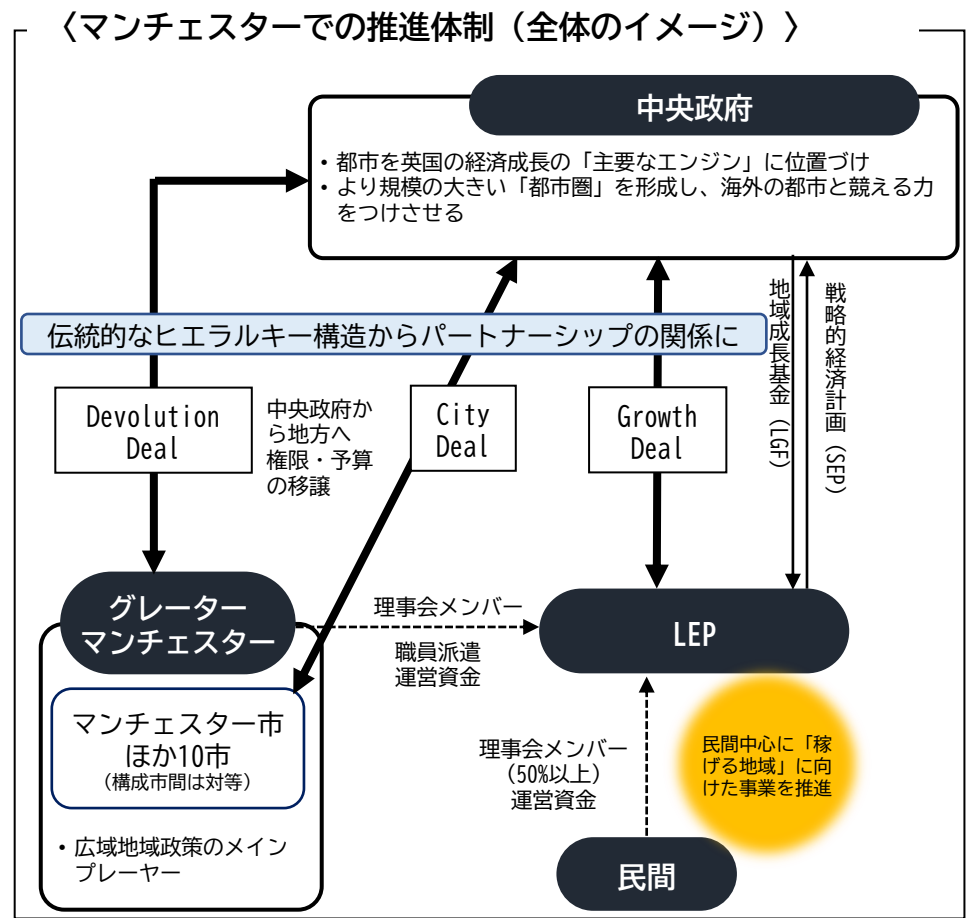 〈マンチェスターでの推進体制（全体のイメージ）〉
中央政府
・都市を英国の経済成長の「主要なエンジン」に位置づけ
・より規模の大きい「都市圏」を形成し、海外の都市と競える力
をつけさせる
伝統的なヒエラルキー構造からパートナーシップの関係に
地域成長基金（LGF）
戦略的経済計画（SEP）
Devolution
Deal
中央政府か
ら地方へ
権限・予算
の移譲
City
Deal
Growth
Deal
グレーター
マンチェスター
理事会メンバー
職員派遣
運営資金
LEP
マンチェスター市
ほか10市
（構成市間は対等）
・広域地域政策のメイン
プレーヤー
理事会メンバー
（50%以上）
運営資金
民間中心に「稼
げる地域」に向
けた事業を推進
民間